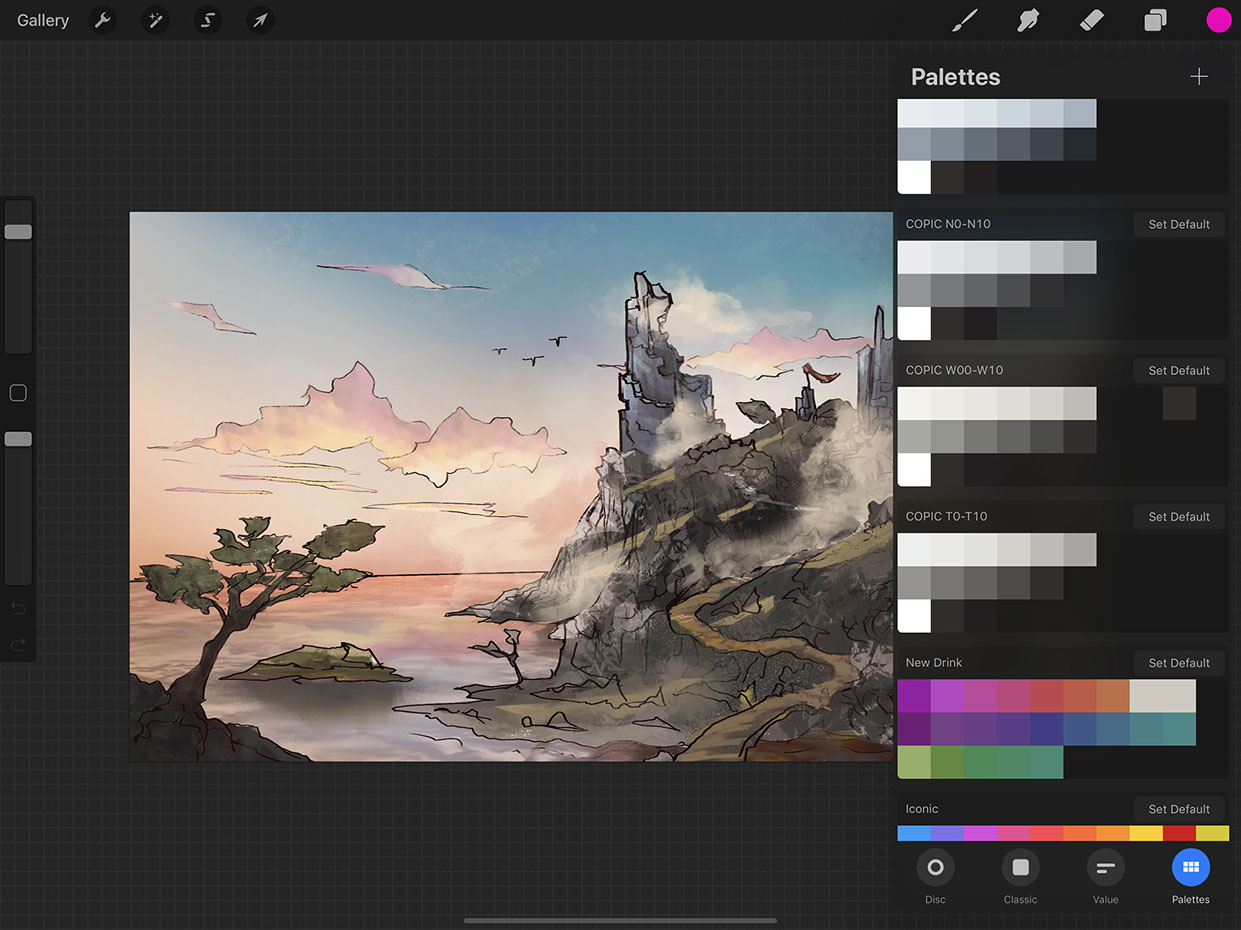 Gallery
Palettes
COPIC N0-N10 Set Default
COPIC W00-W10 Set Default
COPIC T0-T10 Set Default
New Drink Set Default
Iconic Set Default
Disc Classic Value Palettes